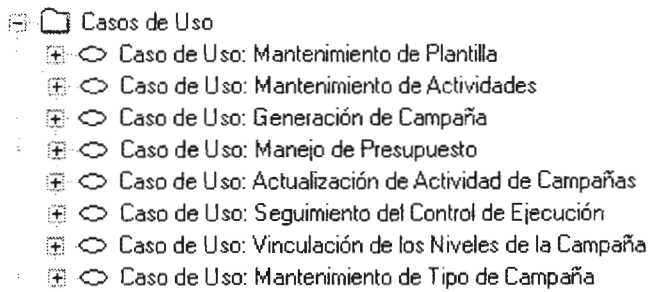 Casos de Uso
Caso de Uso: Mantenimiento de Plantilla
Caso de Uso: Mantenimiento de Actividades
Caso de Uso: Generación de Campaña
Caso de Uso: Manejo de Presupuesto
Caso de Uso: Actualización de Actividad de Campañas
Caso de Uso: Seguimiento del Control de Ejecución
Caso de Uso: Vinculación de los Niveles de la Campaña
Caso de Uso: Mantenimiento de Tipo de Campaña